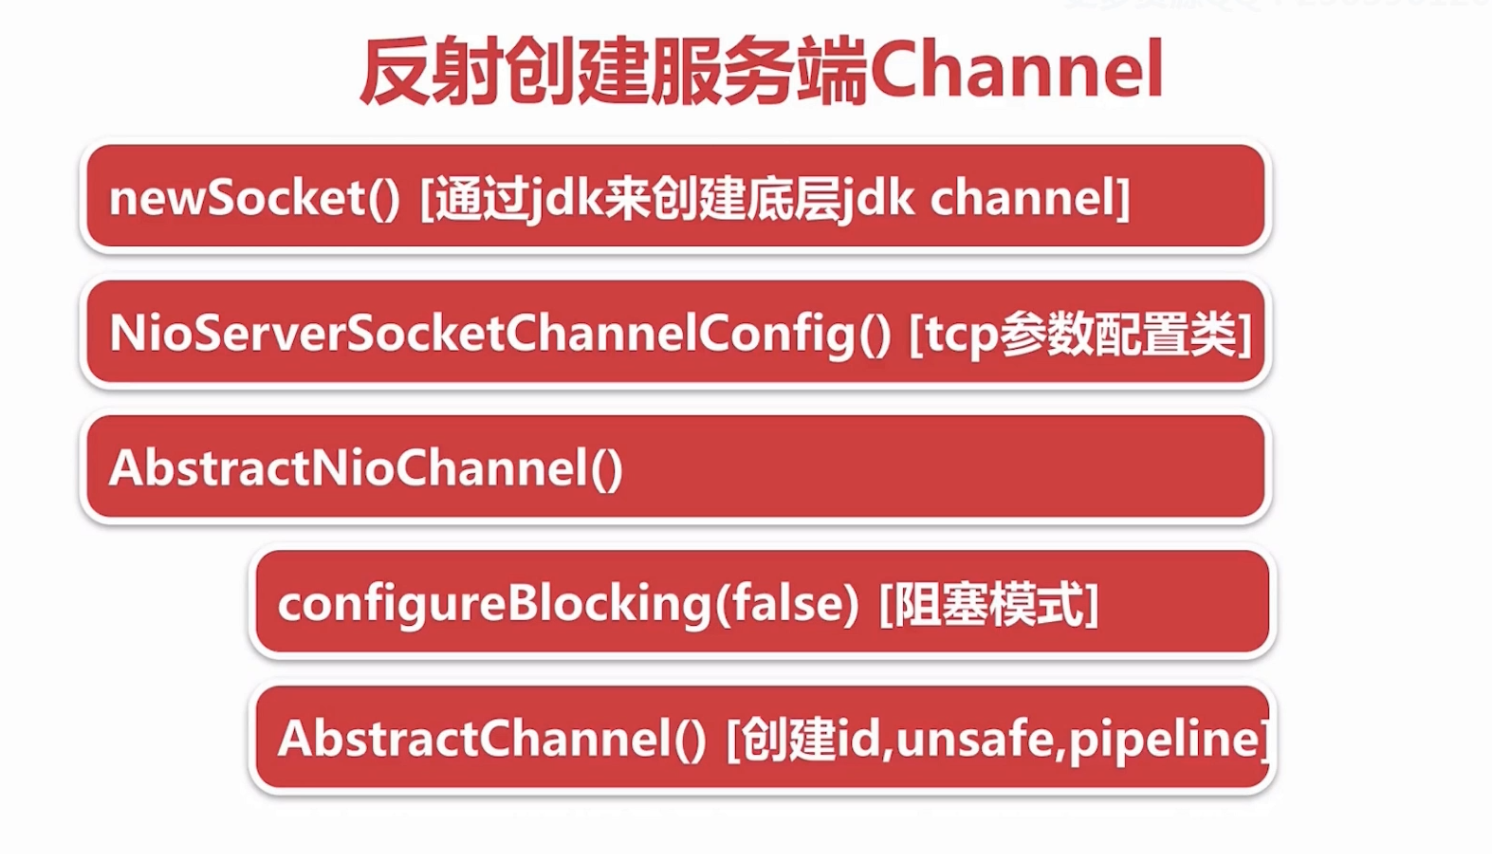 反射创建服务端Channel
newSocket() [通过jdk来创建底层jdk channel]
NioServerSocketChannelConfig() [tcp参数配置类]
AbstractNioChannel()
configureBlocking(false) [阻塞模式]
AbstractChannel() [创建id,unsafe,pipeline]